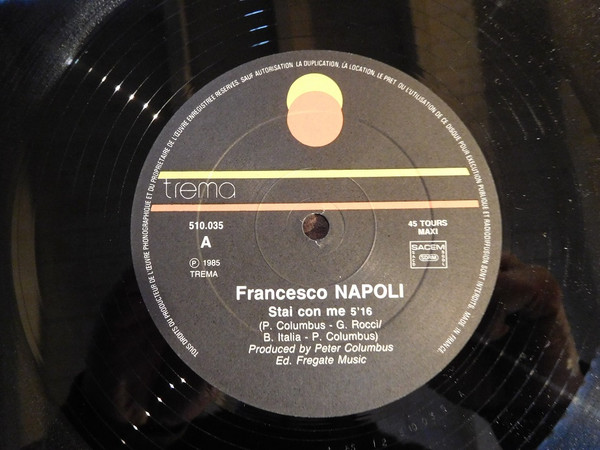 TOUS DROITS DU PRODUCTEUR DE L'ŒUVRE PHONOGRAPHIQUE ET DU PROPRIETAIRE DE L'ŒUVRE ENREGISTREE RESERVES. SAUF AUTORISATION LA DUPLICATION, LA LOCATION, LE PRET OU L'UTILISATION DE CE DISQUE POUR EXECUTION PUBLIQUE ET RADIODIFFUSION SONT INTERDITS. MADE IN FRANCE
trema
510.035
A
℗ 1985
TREMA
45 TOURS
MAXI
SACEM
Francesco NAPOLI
Stai con me 5'16
(P. Columbus - G. Rocci/
B. Italia - P. Columbus)
Produced by Peter Columbus
Ed. Fregate Music